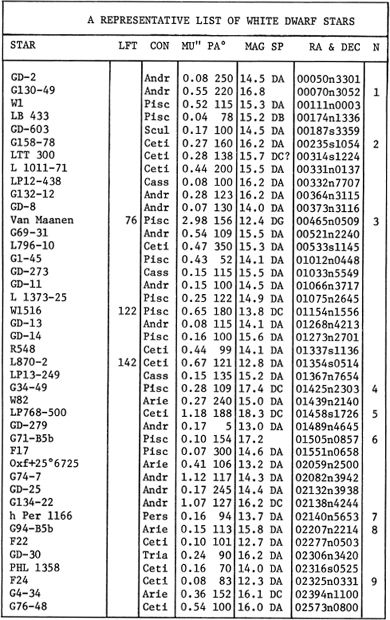 A REPRESENTATIVE LIST OF WHITE DWARF STARS
STAR LFT CON MU" PA° MAG SP RA & DEC N
GD-2 Andr 0.08 250 14.5 DA 00050n3301
G130-49 Andr 0.55 220 16.8 00070n3052 1
W1 Pisc 0.52 115 15.3 DA 00111n0003
LB 433 Pisc 0.04 78 15.2 DB 00174n1336
GD-603 Scul 0.17 100 14.5 DA 00187s3359
G158-78 Ceti 0.27 160 16.2 DA 00235s1054 2
LTT 300 Ceti 0.28 138 15.7 DC? 00314s1224
L 1011-71 Ceti 0.44 200 15.5 DA 00331n0137
LP12-438 Cass 0.08 100 16.2 DA 00332n7707
G132-12 Andr 0.28 123 16.2 DA 00364n3115
GD-8 Andr 0.07 130 14.0 DA 00373n3116
Van Maanen 76 Pisc 2.98 156 12.4 DG 00465n0509 3
G69-31 Andr 0.54 109 15.5 DA 00521n2240
L796-10 Ceti 0.47 350 15.3 DA 00533s1145
G1-45 Pisc 0.43 52 14.1 DA 01012n0448
GD-273 Cass 0.15 115 15.5 DA 01033n5549
GD-11 Andr 0.15 100 14.5 DA 01066n3717
L 1373-25 Pisc 0.25 122 14.9 DA 01075n2645
W1516 122 Pisc 0.65 180 13.8 DC 01154n1556
GD-13 Andr 0.08 115 14.1 DA 01268n4213
GD-14 Pisc 0.16 100 15.6 DA 01273n2701
R548 Ceti 0.44 99 14.1 DA 01337s1136
L870-2 142 Ceti 0.67 121 12.8 DA 01354s0514
LP13-249 Cass 0.15 135 15.2 DA 01367n7654
G34-49 Pisc 0.28 109 17.4 DC 01425n2303 4
W82 Arie 0.27 240 15.0 DA 01439n2140
LP768-500 Ceti 1.18 188 18.3 DC 01458s1726 5
GD-279 Andr 0.17 5 13.0 DA 01489n4645
G71-B5b Pisc 0.10 154 17.2 01505n0857 6
F17 Pisc 0.07 300 14.6 DA 01551n0658
Oxf+25°6725 Arie 0.41 106 13.2 DA 02059n2500
G74-7 Andr 1.12 117 14.3 DA 02082n3942
GD-25 Andr 0.17 245 14.4 DA 02132n3938
G134-22 Andr 1.07 127 16.2 DC 02138n4244
h Per 1166 Pers 0.16 94 13.7 DA 02140n5653 7
G94-B5b Arie 0.15 113 15.8 DA 02207n2214 8
F22 Ceti 0.10 101 12.7 DA 02277n0503
GD-30 Tria 0.24 90 16.2 DA 02306n3420
PHL 1358 Ceti 0.16 70 14.0 DA 02316s0525
F24 Ceti 0.08 83 12.3 DA 02325n0331 9
G4-34 Arie 0.36 152 16.1 DC 02394n1100
G76-48 Ceti 0.54 100 16.0 DA 02573n0800